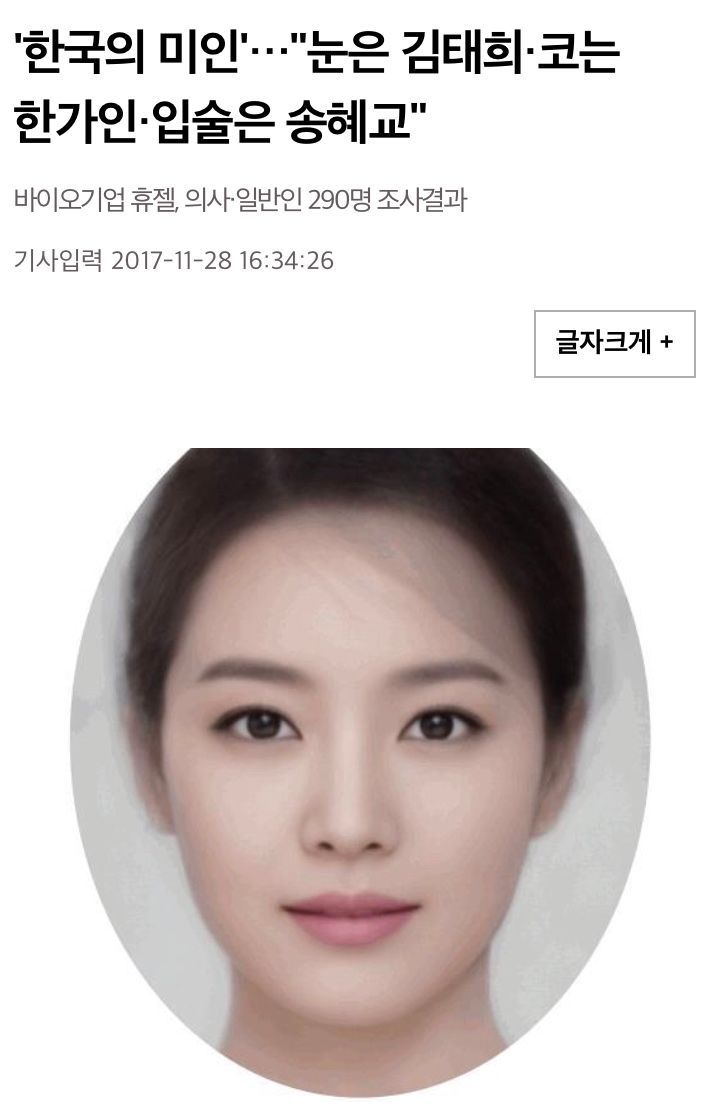 '한국의 미인'…"눈은 김태희·코는
한가인·입술은 송혜교"
바이오기업 휴젤, 의사·일반인 290명 조사결과
기사입력 2017-11-28 16:34:26
글자크게 +